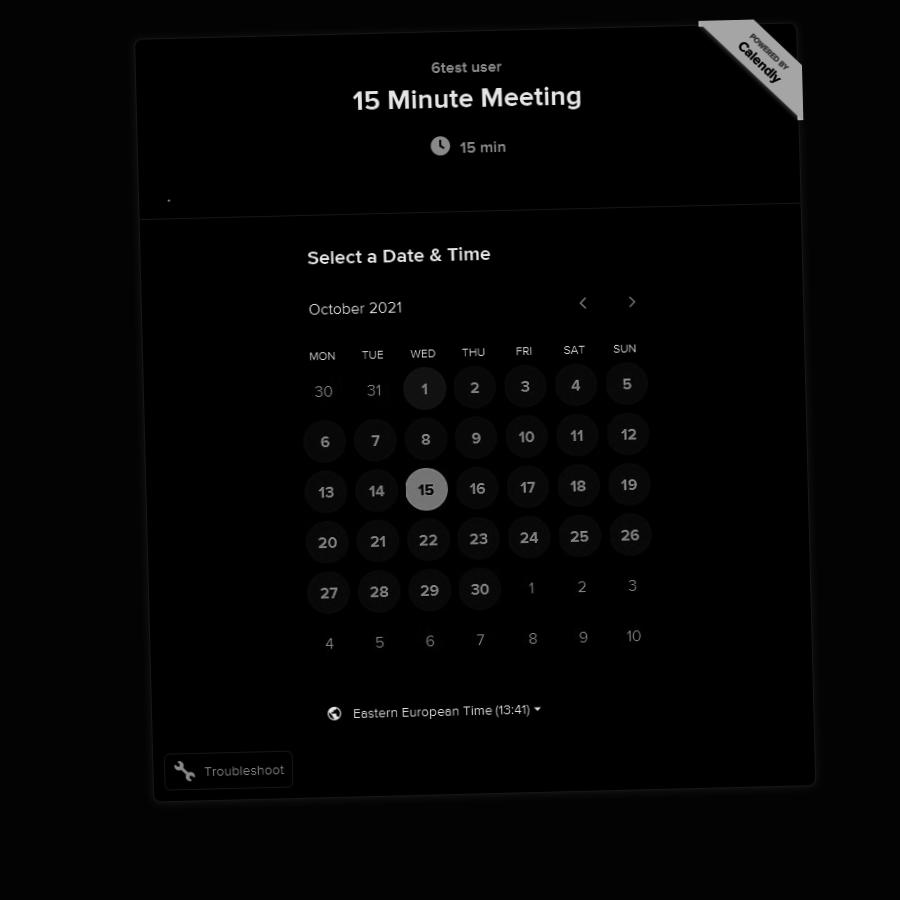 POWERED BY
Calendly
6test user
15 Minute Meeting
15 min
.
Select a Date & Time
October 2021
MON TUE WED THU FRI SAT SUN
30 31 1 2 3 4 5
6 7 8 9 10 11 12
13 14 15 16 17 18 19
20 21 22 23 24 25 26
27 28 29 30 1 2 3
4 5 6 7 8 9 10
Eastern European Time (13:41)
Troubleshoot